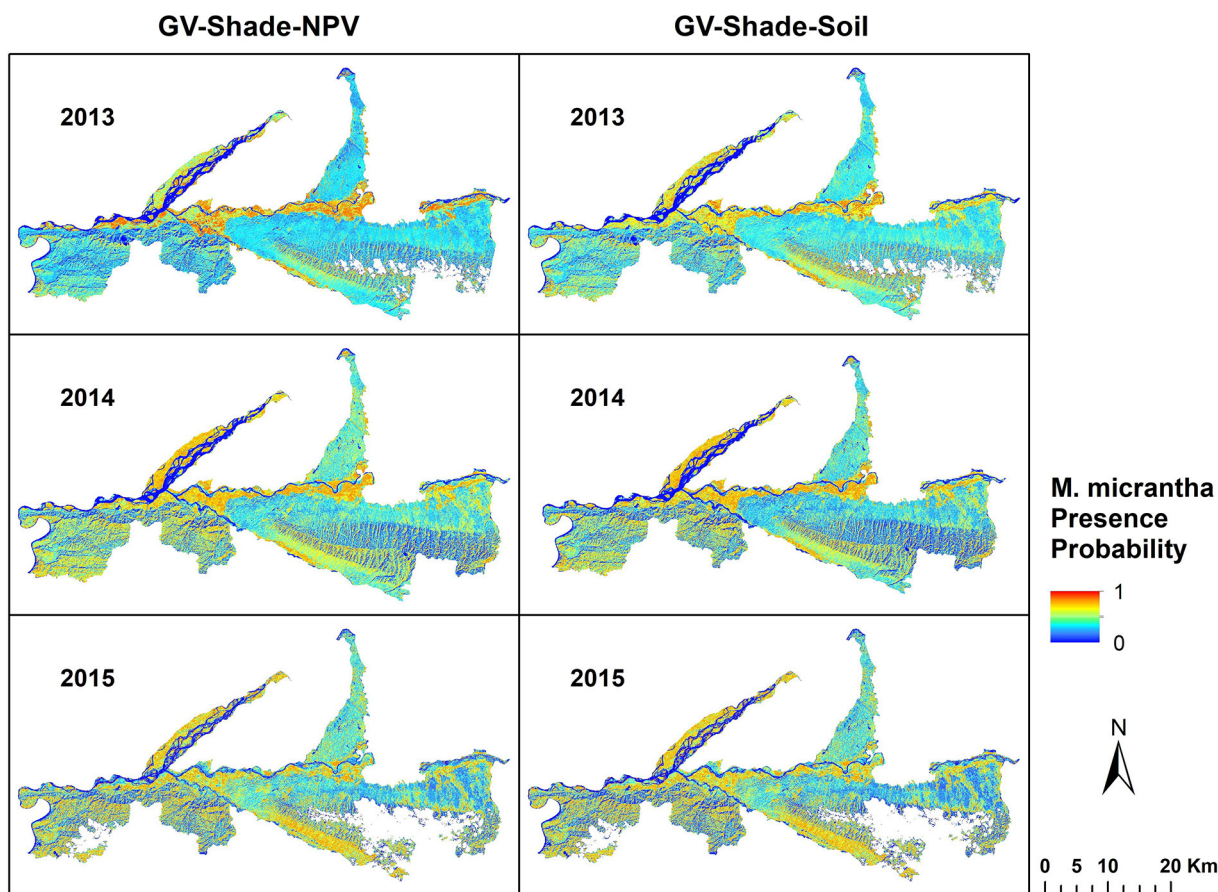 GV-Shade-NPV
GV-Shade-Soil
2013
2013
2014
2014
2015
2015
M. micrantha
Presence
Probability
1
0
N
0 5 10 20 Km